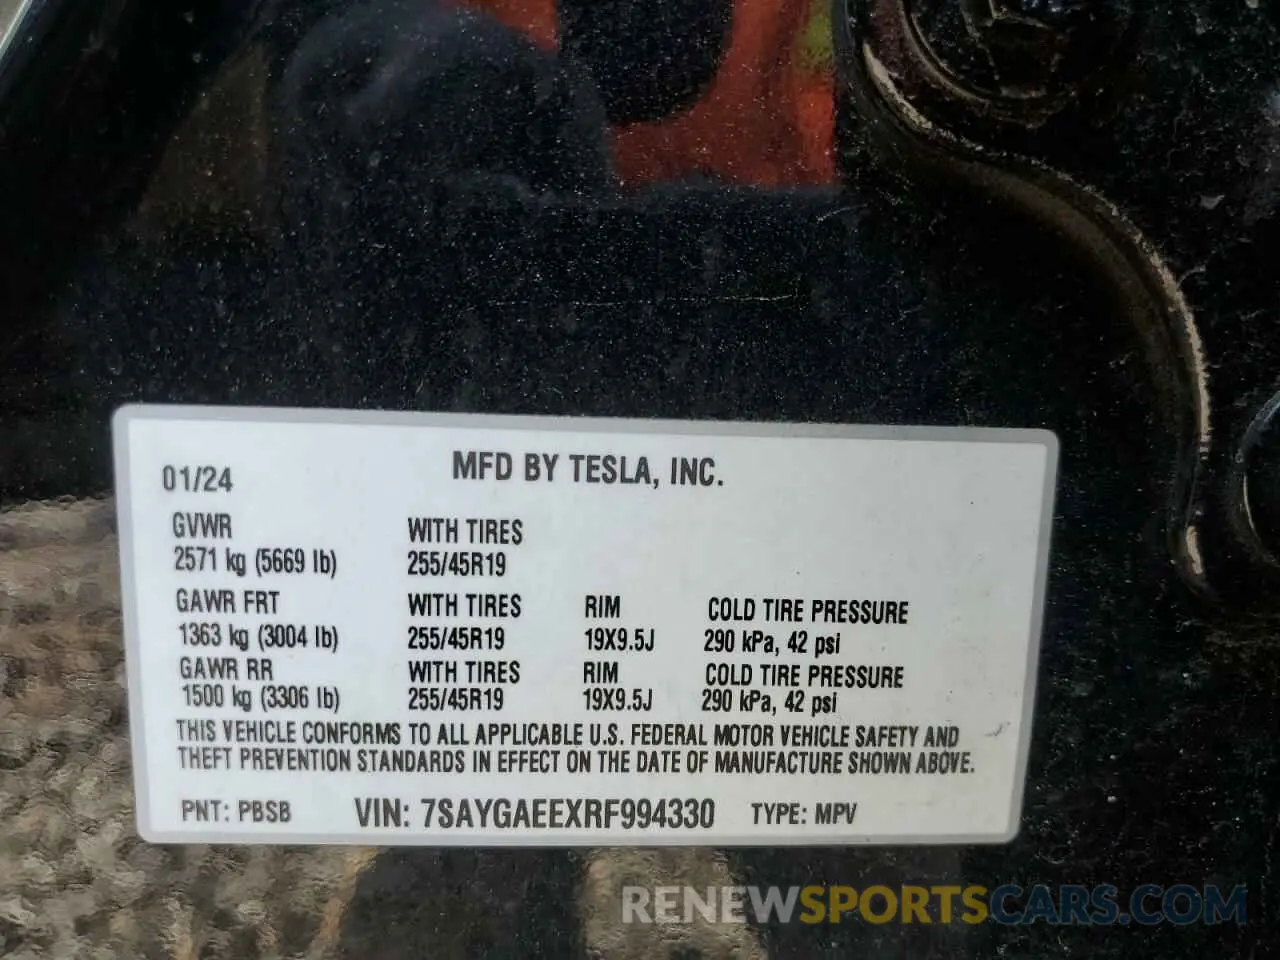 MFD BY TESLA, INC.
01/24
GVWR WITH TIRES
2571 kg (5669 lb) 255/45R19
GAWR FRT WITH TIRES RIM COLD TIRE PRESSURE
1363 kg (3004 lb) 255/45R19 19X9.5J 290 kPa, 42 psi
GAWR RR WITH TIRES RIM COLD TIRE PRESSURE
1500 kg (3306 lb) 255/45R19 19X9.5J 290 kPa, 42 psi
THIS VEHICLE CONFORMS TO ALL APPLICABLE U.S. FEDERAL MOTOR VEHICLE SAFETY AND
THEFT PREVENTION STANDARDS IN EFFECT ON THE DATE OF MANUFACTURE SHOWN ABOVE.
PNT: PBSB VIN: 7SAYGAEEXRF994330 TYPE: MPV
RENEWSPORTSCARS.COM